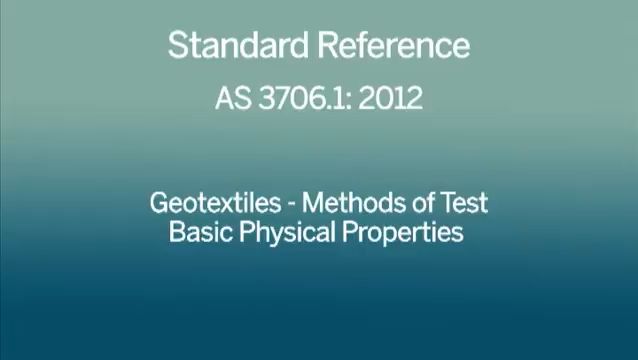 Standard Reference
AS 3706.1: 2012
Geotextiles - Methods of Test
Basic Physical Properties